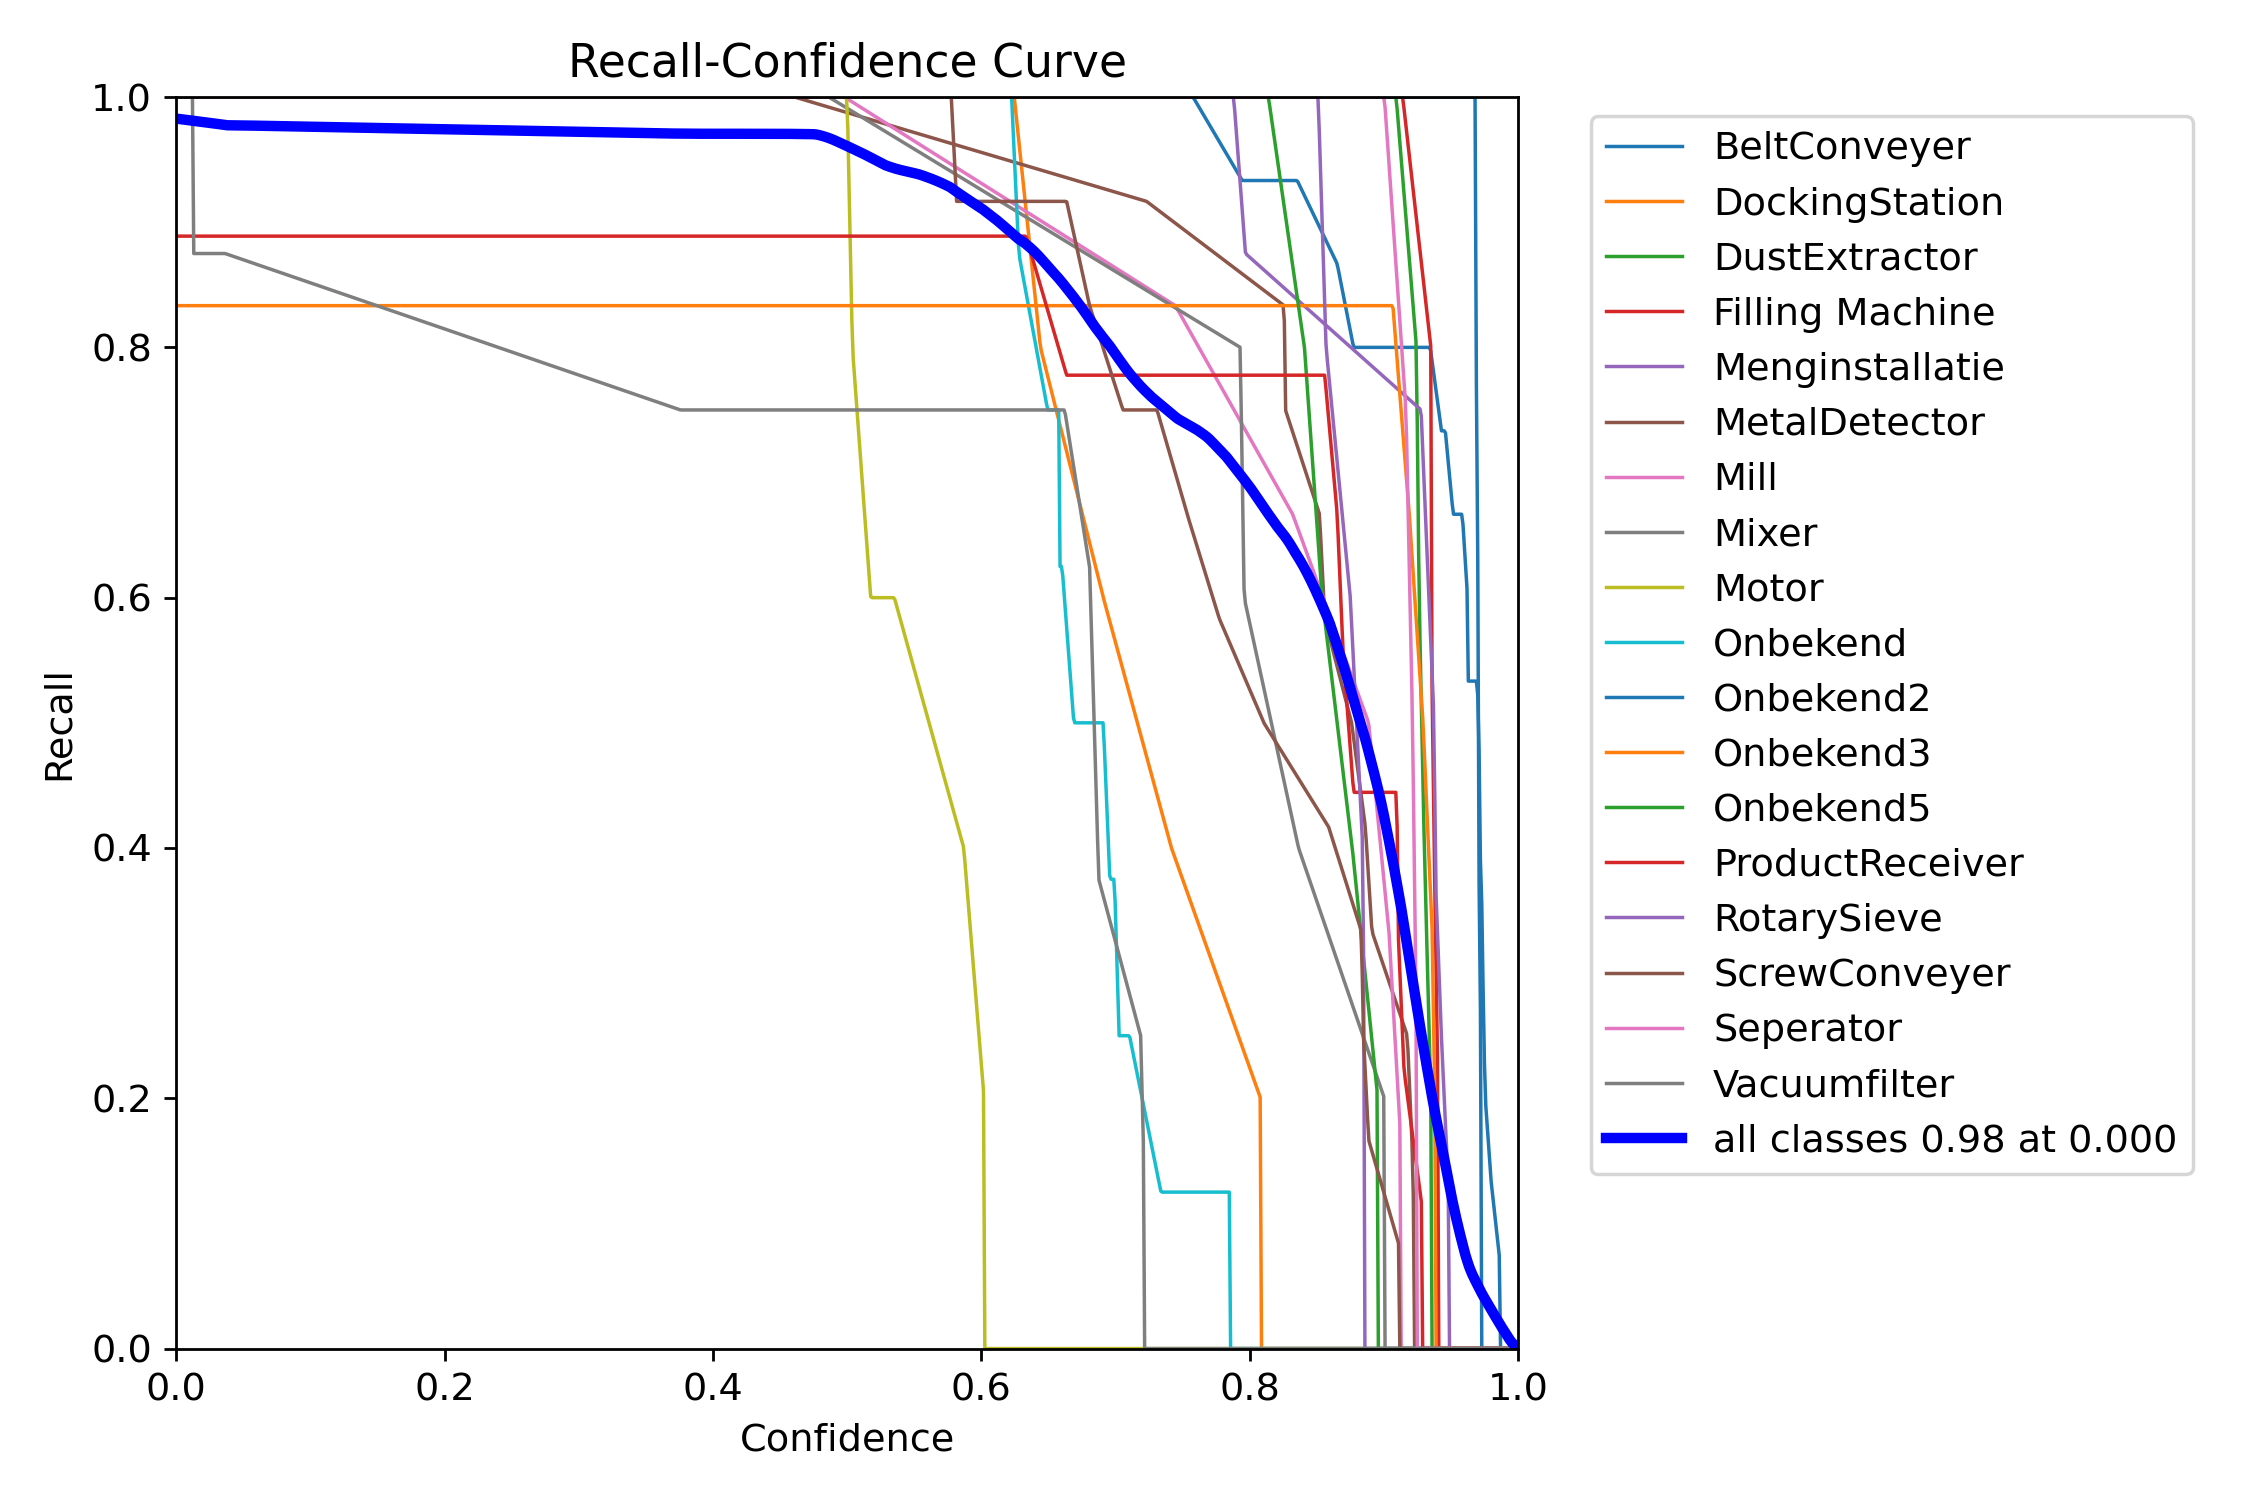 Recall-Confidence Curve
1.0
0.8
0.6
0.4
0.2
0.0
Recall
0.0 0.2 0.4 0.6 0.8 1.0
Confidence
BeltConveyer
DockingStation
DustExtractor
Filling Machine
Menginstallatie
MetalDetector
Mill
Mixer
Motor
Onbekend
Onbekend2
Onbekend3
Onbekend5
ProductReceiver
RotarySieve
ScrewConveyer
Seperator
Vacuumfilter
all classes 0.98 at 0.000